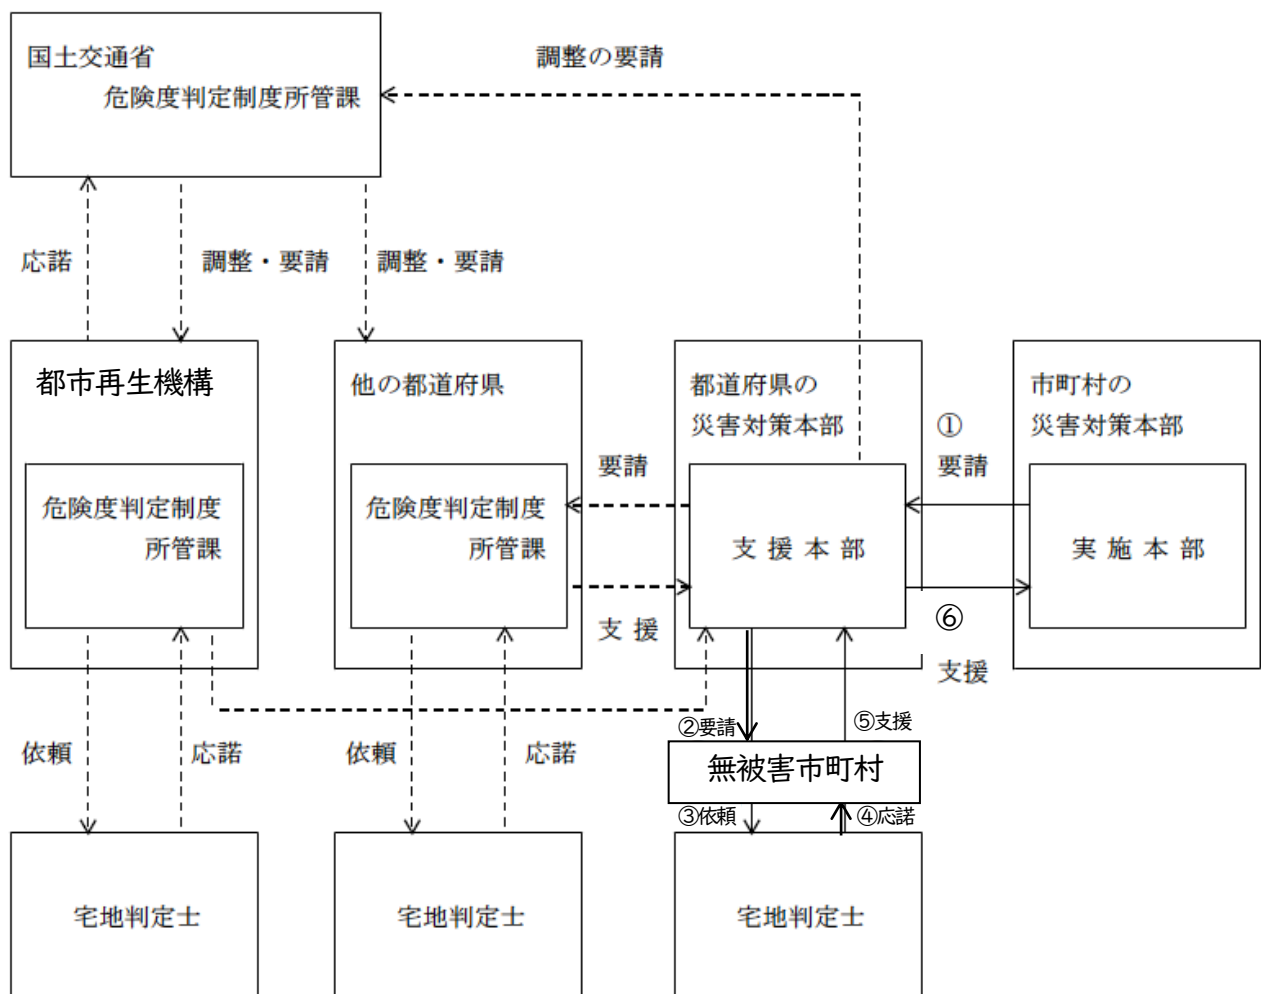 国土交通省
危険度判定制度所管課
調整の要請
応諾
調整・要請
調整・要請
都市再生機構
他の都道府県
都道府県の
災害対策本部
市町村の
災害対策本部
①
要請
要請
危険度判定制度
所管課
危険度判定制度
所管課
支援本部
実施本部
支援
⑥
支援
②要請
⑤支援
依頼
応諾
依頼
応諾
無被害市町村
③依頼
④応諾
宅地判定士
宅地判定士
宅地判定士